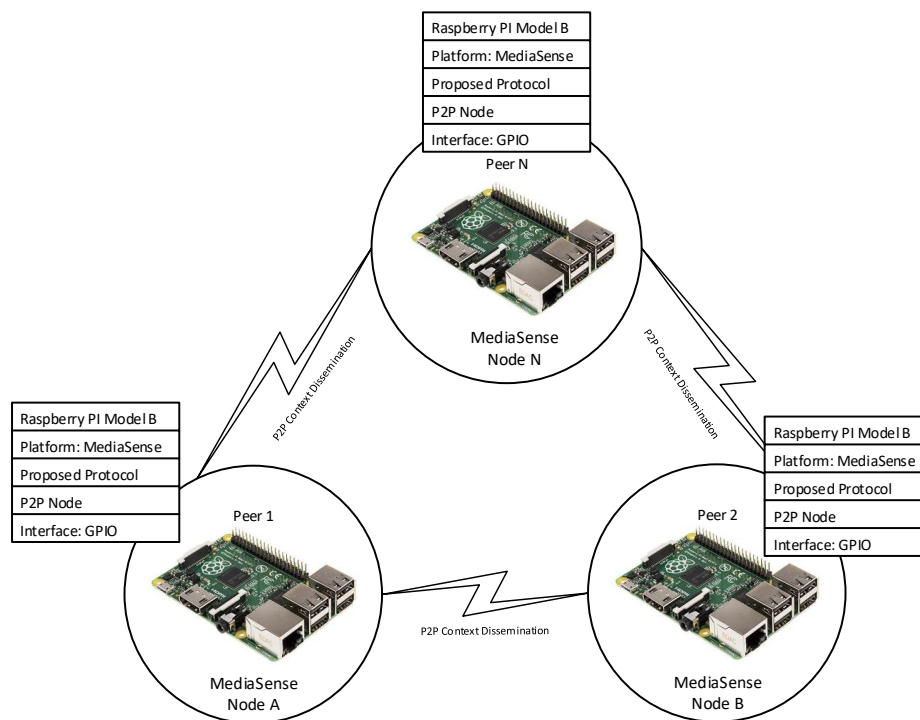 Raspberry PI Model B
Platform: MediaSense
Proposed Protocol
P2P Node
Interface: GPIO
Peer N
MediaSense
Node N
P2P Context Dissemination
P2P Context Dissemination
Raspberry PI Model B
Platform: MediaSense
Proposed Protocol
P2P Node
Interface: GPIO
Peer 1
MediaSense
Node A
P2P Context Dissemination
Raspberry PI Model B
Platform: MediaSense
Proposed Protocol
P2P Node
Interface: GPIO
Peer 2
MediaSense
Node B